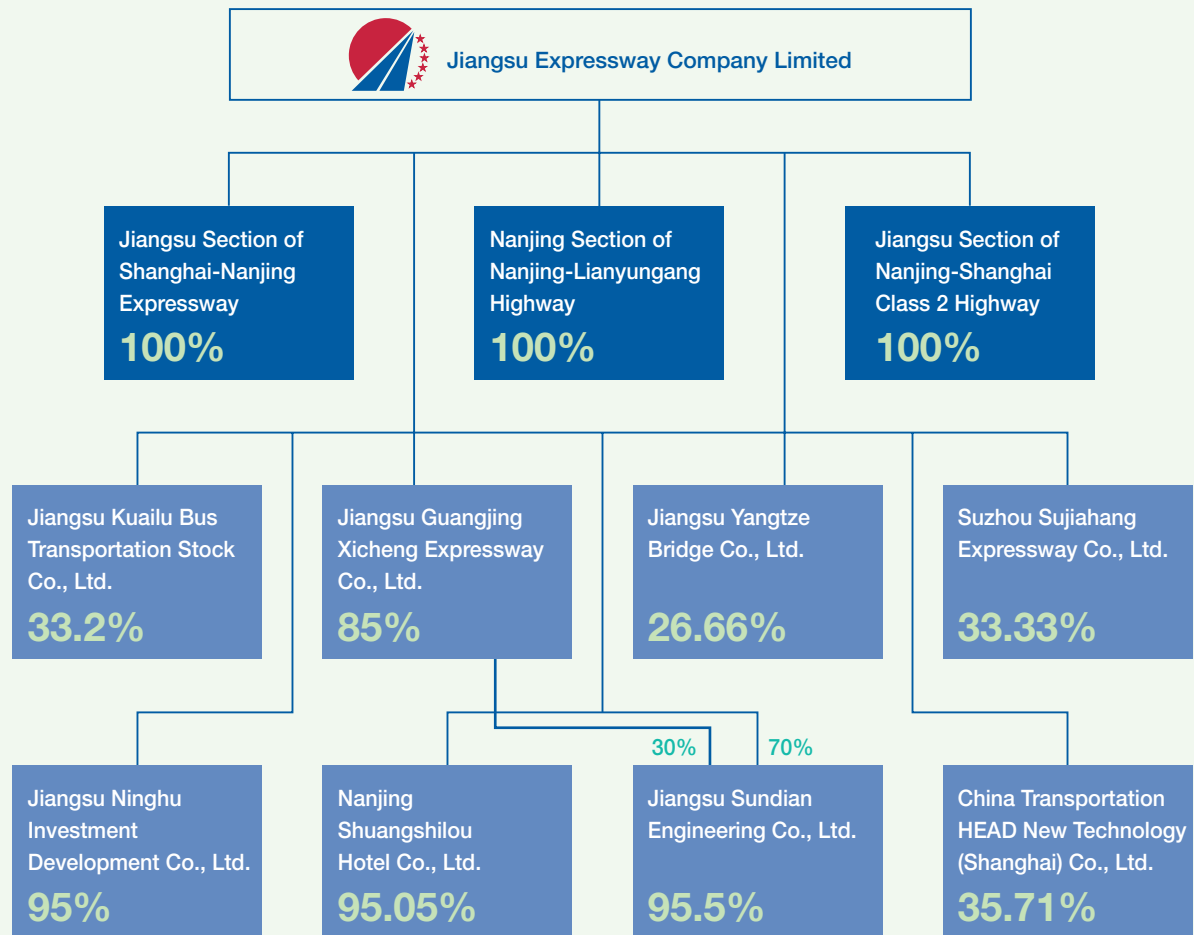 Jiangsu Expressway Company Limited
Jiangsu Section of
Shanghai-Nanjing
Expressway
100%
Nanjing Section of
Nanjing-Lianyungang
Highway
100%
Jiangsu Section of
Nanjing-Shanghai
Class 2 Highway
100%
Jiangsu Kuailu Bus
Transportation Stock
Co., Ltd.
33.2%
Jiangsu Guangjing
Xicheng Expressway
Co., Ltd.
85%
Jiangsu Yangtze
Bridge Co., Ltd.
26.66%
Suzhou Sujiahang
Expressway Co., Ltd.
33.33%
30%
70%
Jiangsu Ninghu
Investment
Development Co., Ltd.
95%
Nanjing
Shuangshilou
Hotel Co., Ltd.
95.05%
Jiangsu Sundian
Engineering Co., Ltd.
95.5%
China Transportation
HEAD New Technology
(Shanghai) Co., Ltd.
35.71%